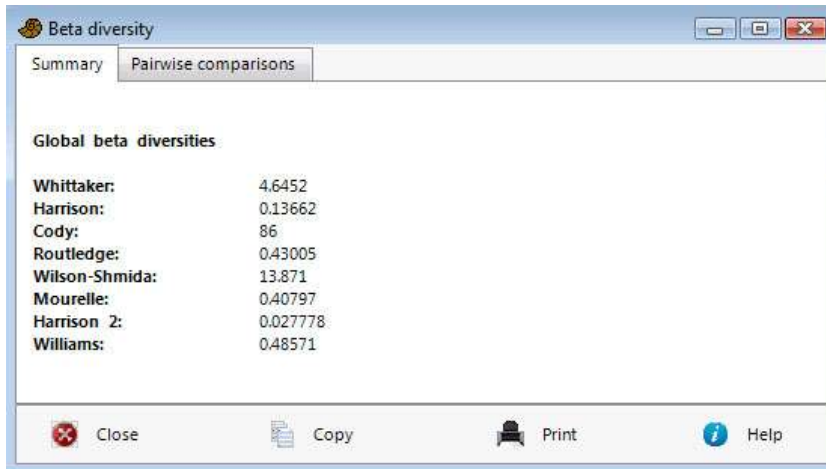 Beta diversity
Summary Pairwise comparisons
Global beta diversities
Whittaker: 4.6452
Harrison: 0.13662
Cody: 86
Routledge: 0.43005
Wilson-Shmida: 13.871
Mourelle: 0.40797
Harrison 2: 0.027778
Williams: 0.48571
Close Copy Print Help